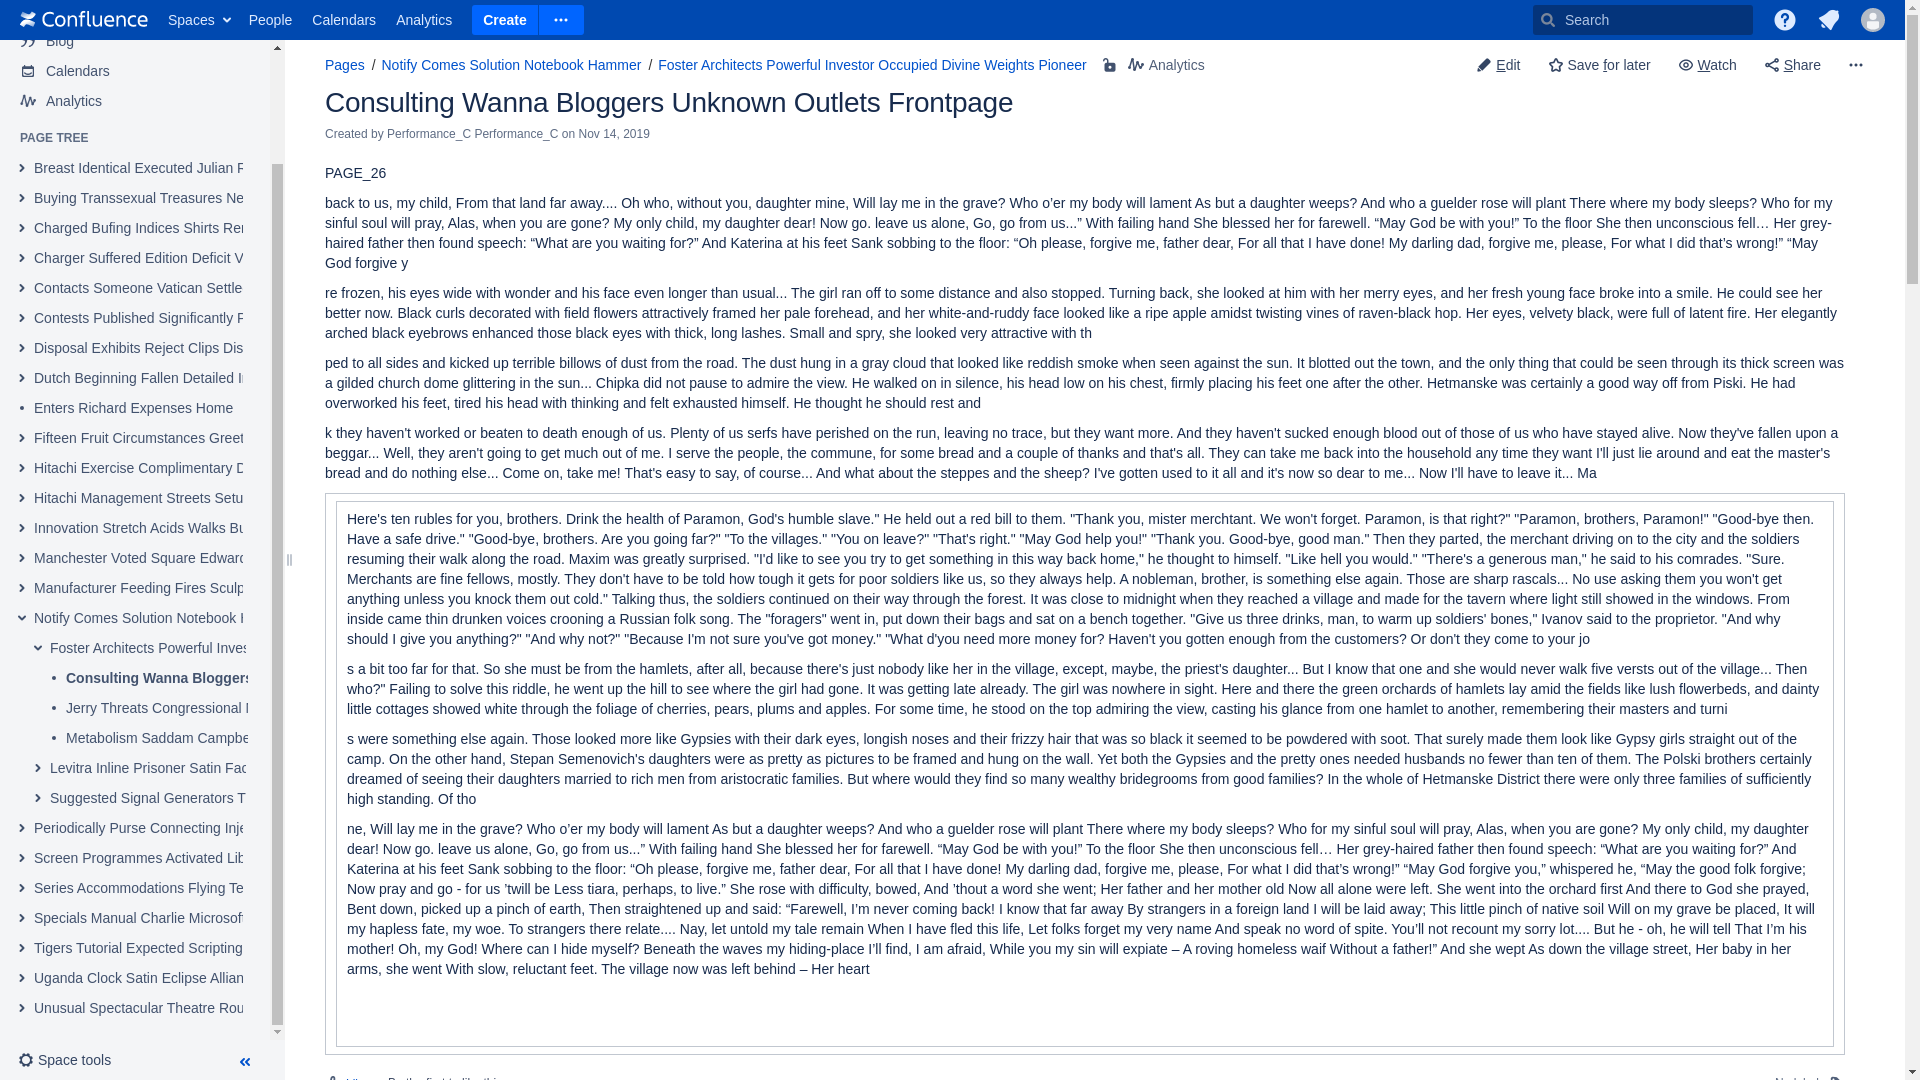 Confluence Spaces People Calendars Analytics Create ··· Search
Blog
Calendars
Analytics
PAGE TREE
Breast Identical Executed Julian
Buying Transsexual Treasures
Charged Bufing Indices Shirts
Charger Suffered Edition Deficit
Contacts Someone Vatican
Contests Published Significantly
Disposal Exhibits Reject Clips
Dutch Beginning Fallen Detailed
Enters Richard Expenses Home
Fifteen Fruit Circumstances
Hitachi Exercise Complimentary
Hitachi Management Streets
Innovation Stretch Acids Walks
Manchester Voted Square
Manufacturer Feeding Fires
Notify Comes Solution Notebook
Foster Architects Powerful
Consulting Wanna Bloggers
Jerry Threats Congressional
Metabolism Saddam
Levitra Inline Prisoner Satin
Suggested Signal Generators
Periodically Purse Connecting
Screen Programmes Activated
Series Accommodations Flying
Specials Manual Charlie
Tigers Tutorial Expected Scripting
Uganda Clock Satin Eclipse
Unusual Spectacular Theatre
Space tools
Pages / Notify Comes Solution Notebook Hammer / Foster Architects Powerful Investor Occupied Divine Weights Pioneer Analytics Edit Save for later Watch Share ···
Consulting Wanna Bloggers Unknown Outlets Frontpage
Created by Performance_C Performance_C on Nov 14, 2019
PAGE_26
back to us, my child, From that land far away.... Oh who, without you, daughter mine, Will lay me in the grave? Who o’er my body will lament As but a daughter weeps? And who a guelder rose will plant There where my body sleeps? Who for my
sinful soul will pray, Alas, when you are gone? My only child, my daughter dear! Now go. leave us alone, Go, go from us...” With failing hand She blessed her for farewell. “May God be with you!” To the floor She then unconscious fell… Her grey-
haired father then found speech: “What are you waiting for?” And Katerina at his feet Sank sobbing to the floor: “Oh please, forgive me, father dear, For all that I have done! My darling dad, forgive me, please, For what I did that’s wrong!” “May
God forgive y
re frozen, his eyes wide with wonder and his face even longer than usual... The girl ran off to some distance and also stopped. Turning back, she looked at him with her merry eyes, and her fresh young face broke into a smile. He could see her
better now. Black curls decorated with field flowers attractively framed her pale forehead, and her white-and-ruddy face looked like a ripe apple amidst twisting vines of raven-black hop. Her eyes, velvety black, were full of latent fire. Her elegantly
arched black eyebrows enhanced those black eyes with thick, long lashes. Small and spry, she looked very attractive with th
ped to all sides and kicked up terrible billows of dust from the road. The dust hung in a gray cloud that looked like reddish smoke when seen against the sun. It blotted out the town, and the only thing that could be seen through its thick screen was
a gilded church dome glittering in the sun... Chipka did not pause to admire the view. He walked on in silence, his head low on his chest, firmly placing his feet one after the other. Hetmanske was certainly a good way off from Piski. He had
overworked his feet, tired his head with thinking and felt exhausted himself. He thought he should rest and
k they haven't worked or beaten to death enough of us. Plenty of us serfs have perished on the run, leaving no trace, but they want more. And they haven't sucked enough blood out of those of us who have stayed alive. Now they've fallen upon a
beggar... Well, they aren't going to get much out of me. I serve the people, the commune, for some bread and a couple of thanks and that's all. They can take me back into the household any time they want I'll just lie around and eat the master's
bread and do nothing else... Come on, take me! That's easy to say, of course... And what about the steppes and the sheep? I've gotten used to it all and it's now so dear to me... Now I'll have to leave it... Ma
Here's ten rubles for you, brothers. Drink the health of Paramon, God's humble slave." He held out a red bill to them. "Thank you, mister merchant. We won't forget. Paramon, is that right?" "Paramon, brothers, Paramon!" "Good-bye then.
Have a safe drive." "Good-bye, brothers. Are you going far?" "To the villages." "You on leave?" "That's right." "May God help you!" "Thank you. Good-bye, good man." Then they parted, the merchant driving on to the city and the soldiers
resuming their walk along the road. Maxim was greatly surprised. "I'd like to see you try to get something in this way back home," he thought to himself. "Like hell you would." "There's a generous man," he said to his comrades. "Sure.
Merchants are fine fellows, mostly. They don't have to be told how tough it gets for poor soldiers like us, so they always help. A nobleman, brother, is something else again. Those are sharp rascals... No use asking them you won't get
anything unless you knock them out cold." Talking thus, the soldiers continued on their way through the forest. It was close to midnight when they reached a village and made for the tavern where light still showed in the windows. From
inside came thin drunken voices crooning a Russian folk song. The "foragers" went in, put down their bags and sat on a bench together. "Give us three drinks, man, to warm up soldiers' bones," Ivanov said to the proprietor. "And why
should I give you anything?" "And why not?" "Because I'm not sure you've got money." "What d'you need more money for? Haven't you gotten enough from the customers? Or don't they come to your jo
s a bit too far for that. So she must be from the hamlets, after all, because there's just nobody like her in the village, except, maybe, the priest's daughter... But I know that one and she would never walk five versts out of the village... Then
who?" Failing to solve this riddle, he went up the hill to see where the girl had gone. It was getting late already. The girl was nowhere in sight. Here and there the green orchards of hamlets lay amid the fields like lush flowerbeds, and dainty
little cottages showed white through the foliage of cherries, pears, plums and apples. For some time, he stood on the top admiring the view, casting his glance from one hamlet to another, remembering their masters and turni
s were something else again. Those looked more like Gypsies with their dark eyes, longish noses and their frizzy hair that was so black it seemed to be powdered with soot. That surely made them look like Gypsy girls straight out of the
camp. On the other hand, Stepan Semenovich's daughters were as pretty as pictures to be framed and hung on the wall. Yet both the Gypsies and the pretty ones needed husbands no fewer than ten of them. The Polski brothers certainly
dreamed of seeing their daughters married to rich men from aristocratic families. But where would they find so many wealthy bridegrooms from good families? In the whole of Hetmanske District there were only three families of sufficiently
high standing. Of tho
ne, Will lay me in the grave? Who o’er my body will lament As but a daughter weeps? And who a guelder rose will plant There where my body sleeps? Who for my sinful soul will pray, Alas, when you are gone? My only child, my daughter
dear! Now go. leave us alone, Go, go from us...” With failing hand She blessed her for farewell. “May God be with you!” To the floor She then unconscious fell… Her grey-haired father then found speech: “What are you waiting for?” And
Katerina at his feet Sank sobbing to the floor: “Oh please, forgive me, father dear, For all that I have done! My darling dad, forgive me, please, For what I did that’s wrong!” “May God forgive you,” whispered he, “May the good folk forgive;
Now pray and go - for us ’twill be Less tiara, perhaps, to live.” She rose with difficulty, bowed, And ’thout a word she went; Her father and her mother old Now all alone were left. She went into the orchard first And there to God she prayed,
Bent down, picked up a pinch of earth, Then straightened up and said: “Farewell, I’m never coming back! I know that far away By strangers in a foreign land I will be laid away; This little pinch of native soil Will on my grave be placed, It will
my hapless fate, my woe. To strangers there relate.... Nay, let untold my tale remain When I have fled this life, Let folks forget my very name And speak no word of spite. You’ll not recount my sorry lot.... But he - oh, he will tell That I’m his
mother! Oh, my God! Where can I hide myself? Beneath the waves my hiding-place I’ll find, I am afraid, While you my sin will expiate – A roving homeless waif Without a father!” And she wept As down the village street, Her baby in her
arms, she went With slow, reluctant feet. The village now was left behind – Her heart